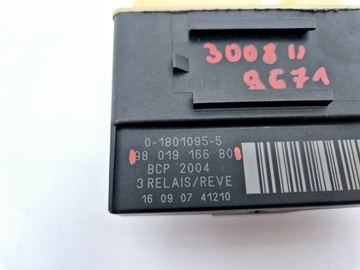 3008 II
9671
0-1801095-5
98 019 166 80
BCP 2004
3 RELAIS/REVE
16 09 07 41210